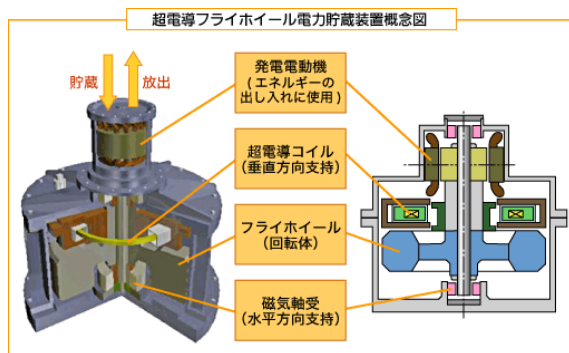 超電導フライホイール電力貯蔵装置概念図
貯蔵
放出
発電電動機
(エネルギーの
出し入れに使用)
超電導コイル
(垂直方向支持)
フライホイール
(回転体)
磁気軸受
(水平方向支持)